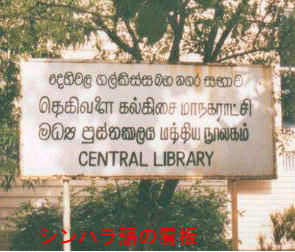 දෙහිවල ගල්කිස්ස මහ නගර සභාව
தெகிவளை கல்கிசை மாநகராட்சி
මධ්‍ය පුස්තකාලය மத்திய நூலகம்
CENTRAL LIBRARY
シンハラ語の看板